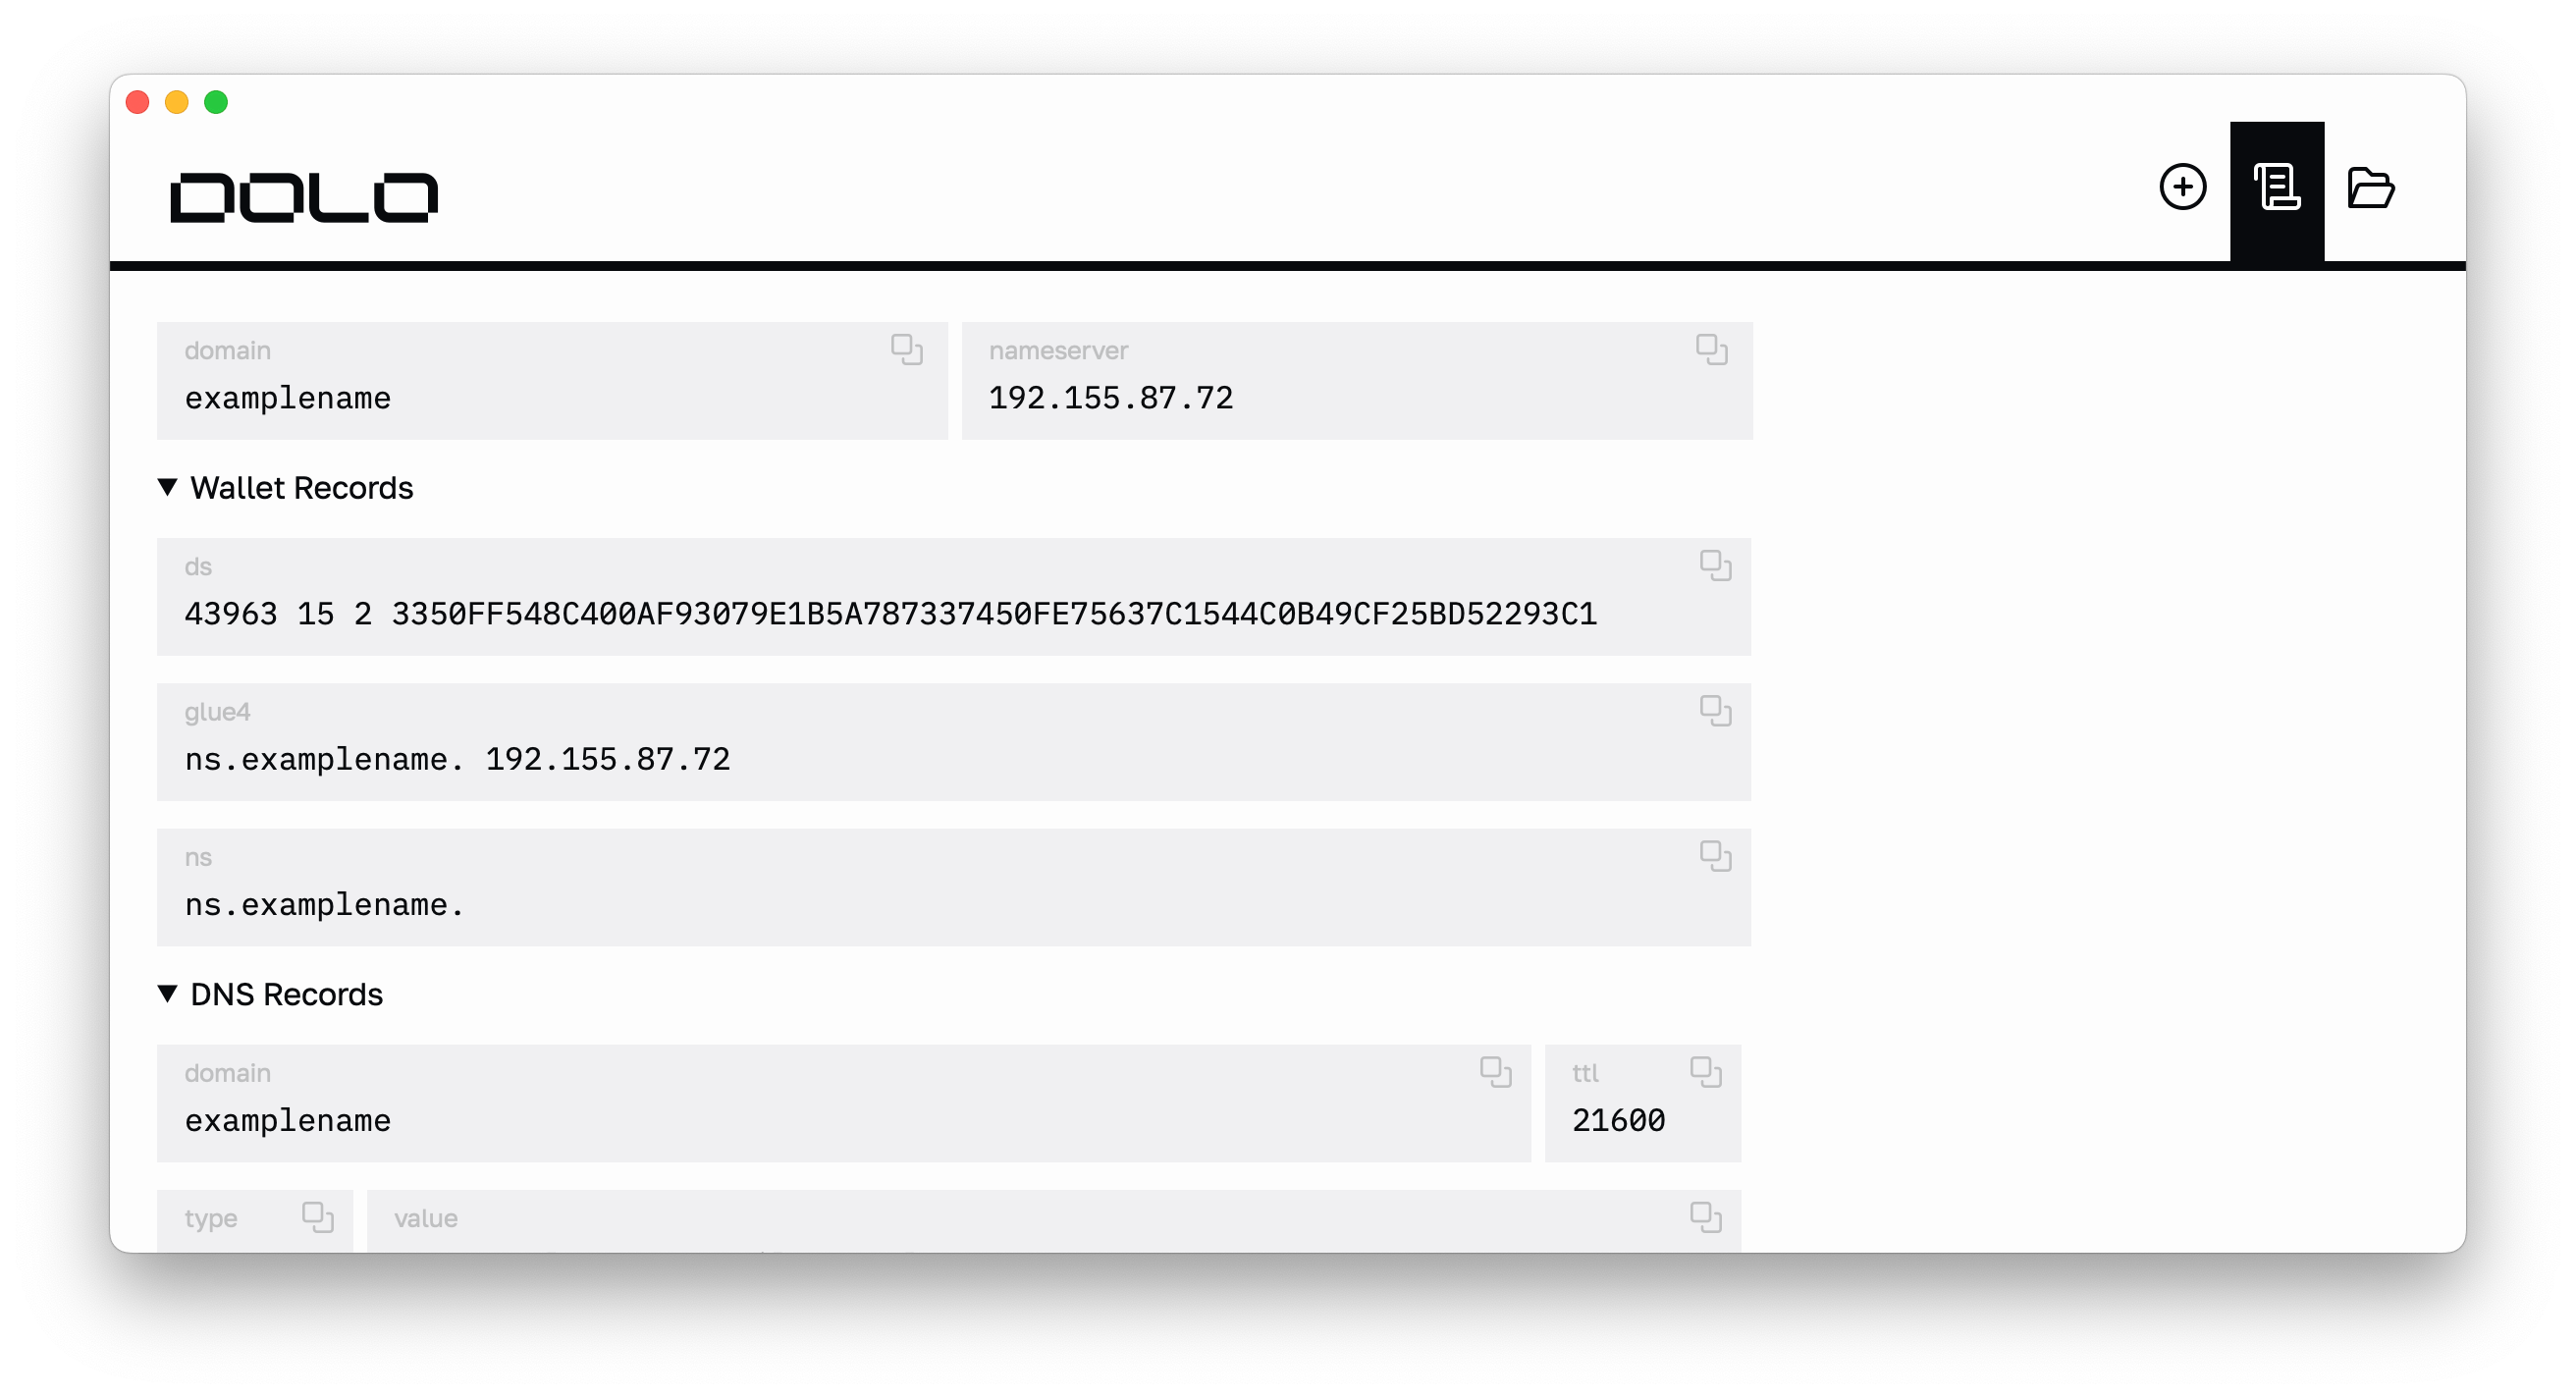 DOLO
domain
examplename
nameserver
192.155.87.72
Wallet Records
ds
43963 15 2 3350FF548C400AF93079E1B5A787337450FE75637C1544C0B49CF25BD52293C1
glue4
ns.examplename. 192.155.87.72
ns
ns.examplename.
DNS Records
domain
examplename
ttl
21600
type
value